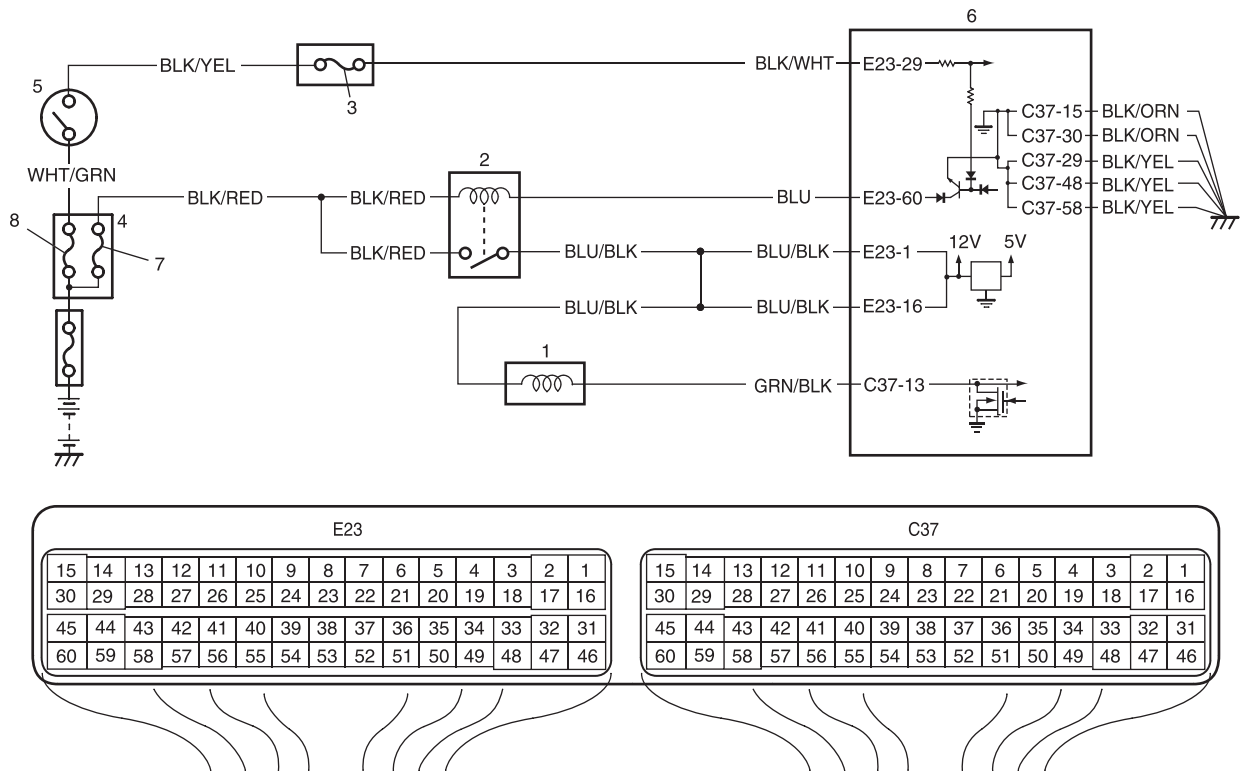 6
BLK/YEL
BLK/WHT
E23-29
5
3
C37-15
BLK/ORN
C37-30
BLK/ORN
2
C37-29
BLK/YEL
WHT/GRN
C37-48
BLK/YEL
BLK/RED
BLK/RED
BLU
E23-60
C37-58
BLK/YEL
8
4
7
BLK/RED
BLU/BLK
BLU/BLK
E23-1
12V
5V
BLU/BLK
BLU/BLK
E23-16
1
GRN/BLK
C37-13
E23
C37
15 14 13 12 11 10 9 8 7 6 5 4 3 2 1
15 14 13 12 11 10 9 8 7 6 5 4 3 2 1
30 29 28 27 26 25 24 23 22 21 20 19 18 17 16
30 29 28 27 26 25 24 23 22 21 20 19 18 17 16
45 44 43 42 41 40 39 38 37 36 35 34 33 32 31
45 44 43 42 41 40 39 38 37 36 35 34 33 32 31
60 59 58 57 56 55 54 53 52 51 50 49 48 47 46
60 59 58 57 56 55 54 53 52 51 50 49 48 47 46